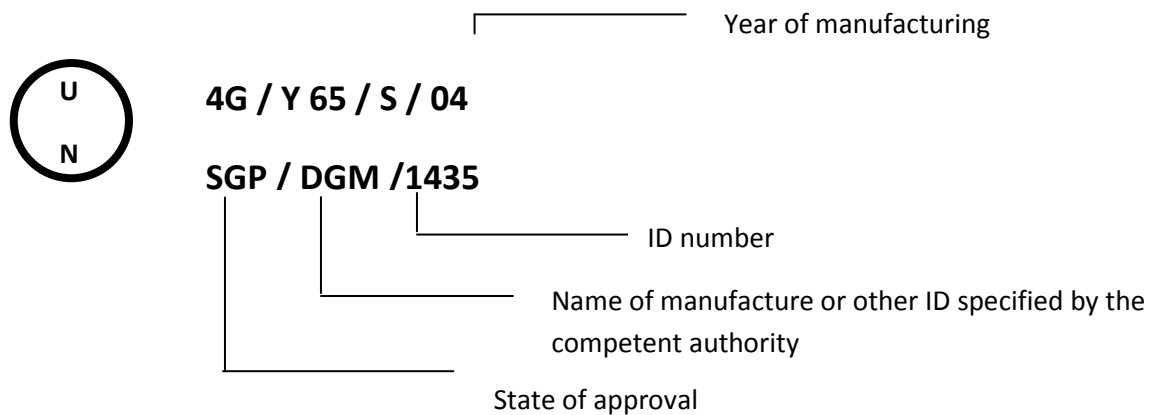 Year of manufacturing
U
N
4G / Y 65 / S / 04
SGP / DGM /1435
ID number
Name of manufacture or other ID specified by the
competent authority
State of approval